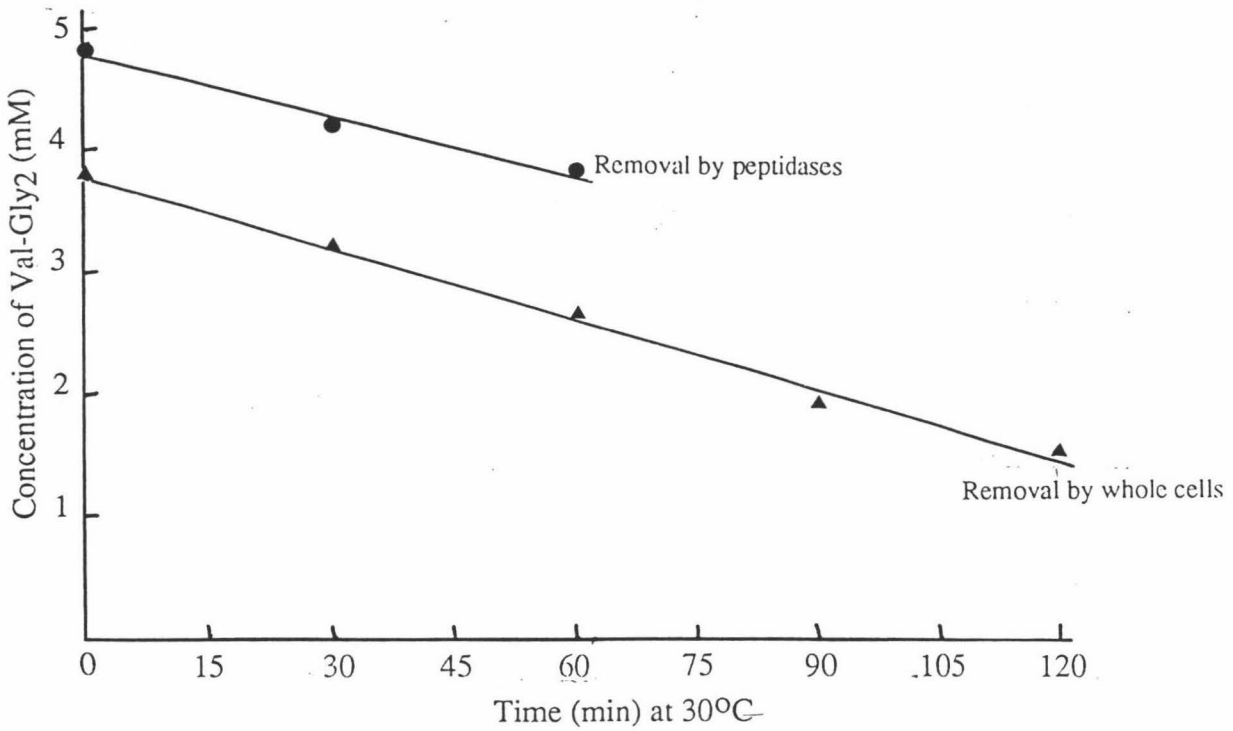 5
4
3
2
1
Concentration of Val-Gly2 (mM)
Removal by peptidases
Removal by whole cells
0 15 30 45 60 75 90 105 120
Time (min) at 30°C